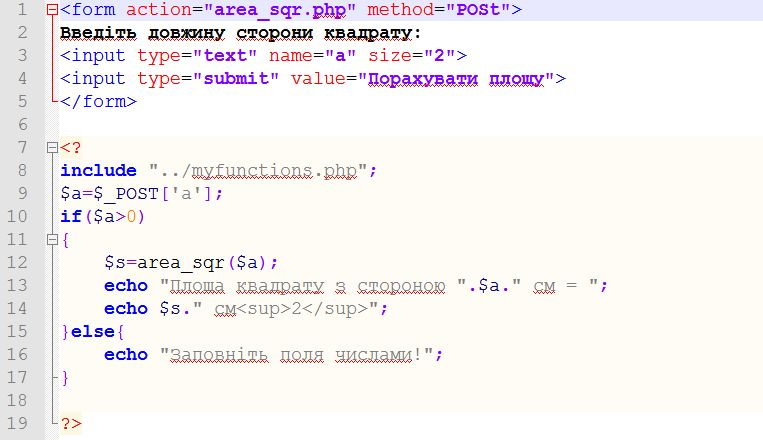 1 <form action="area_sqr.php" method="POSt">
2 Введіть довжину сторони квадрату:
3 <input type="text" name="a" size="2">
4 <input type="submit" value="Порахувати площу">
5 </form>
6
7 <?
8 include "../myfunctions.php";
9 $a=$_POST['a'];
10 if($a>0)
11 {
12 $s=area_sqr($a);
13 echo "Площа квадрату з стороною ".$a." см = ";
14 echo $s." см<sup>2</sup>";
15 }else{
16 echo "Заповніть поля числами!";
17 }
18
19 ?>